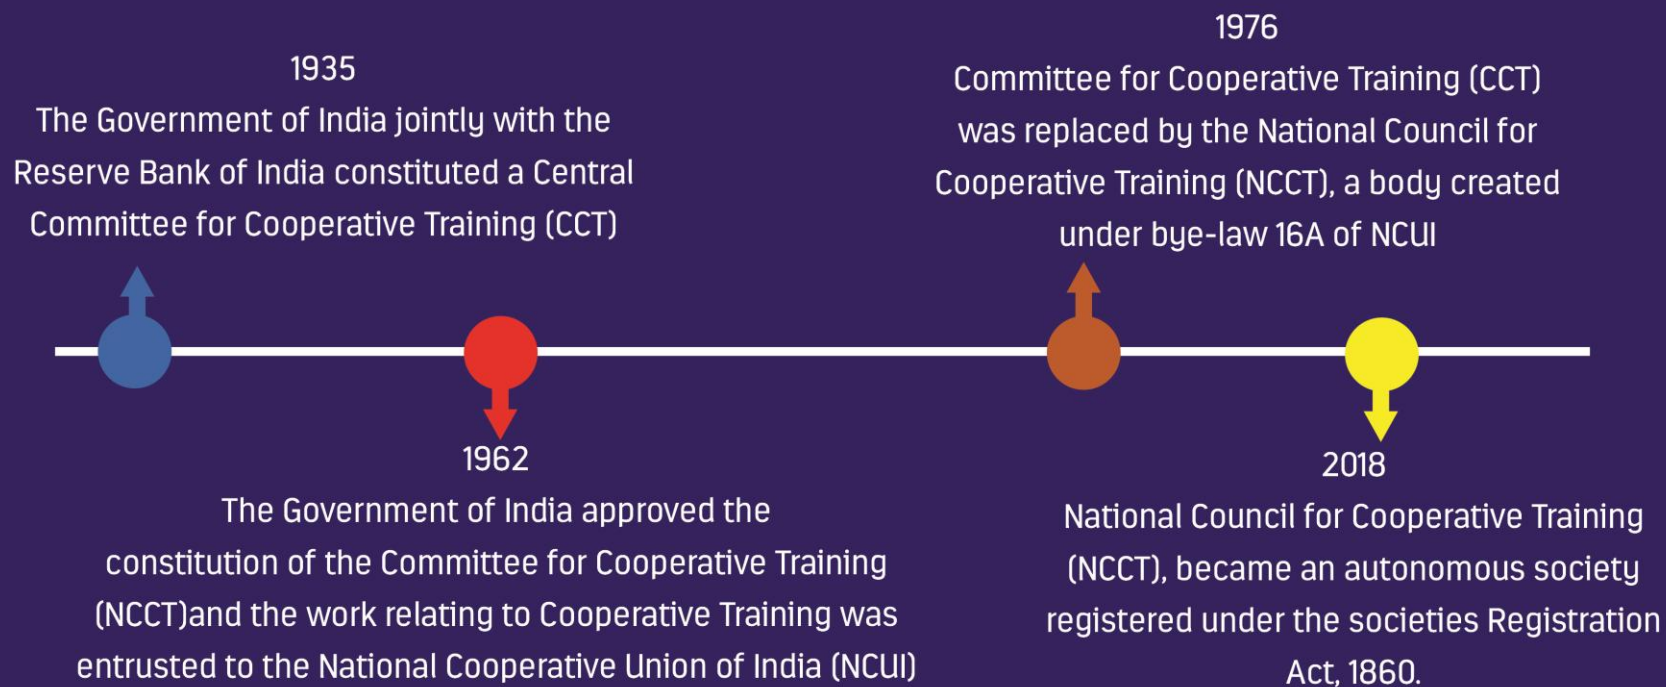 1935
The Government of India jointly with the
Reserve Bank of India constituted a Central
Committee for Cooperative Training (CCT)
1962
The Government of India approved the
constitution of the Committee for Cooperative Training
(NCCT)and the work relating to Cooperative Training was
entrusted to the National Cooperative Union of India (NCUI)
1976
Committee for Cooperative Training (CCT)
was replaced by the National Council for
Cooperative Training (NCCT), a body created
under bye-law 16A of NCUI
2018
National Council for Cooperative Training
(NCCT), became an autonomous society
registered under the societies Registration
Act, 1860.